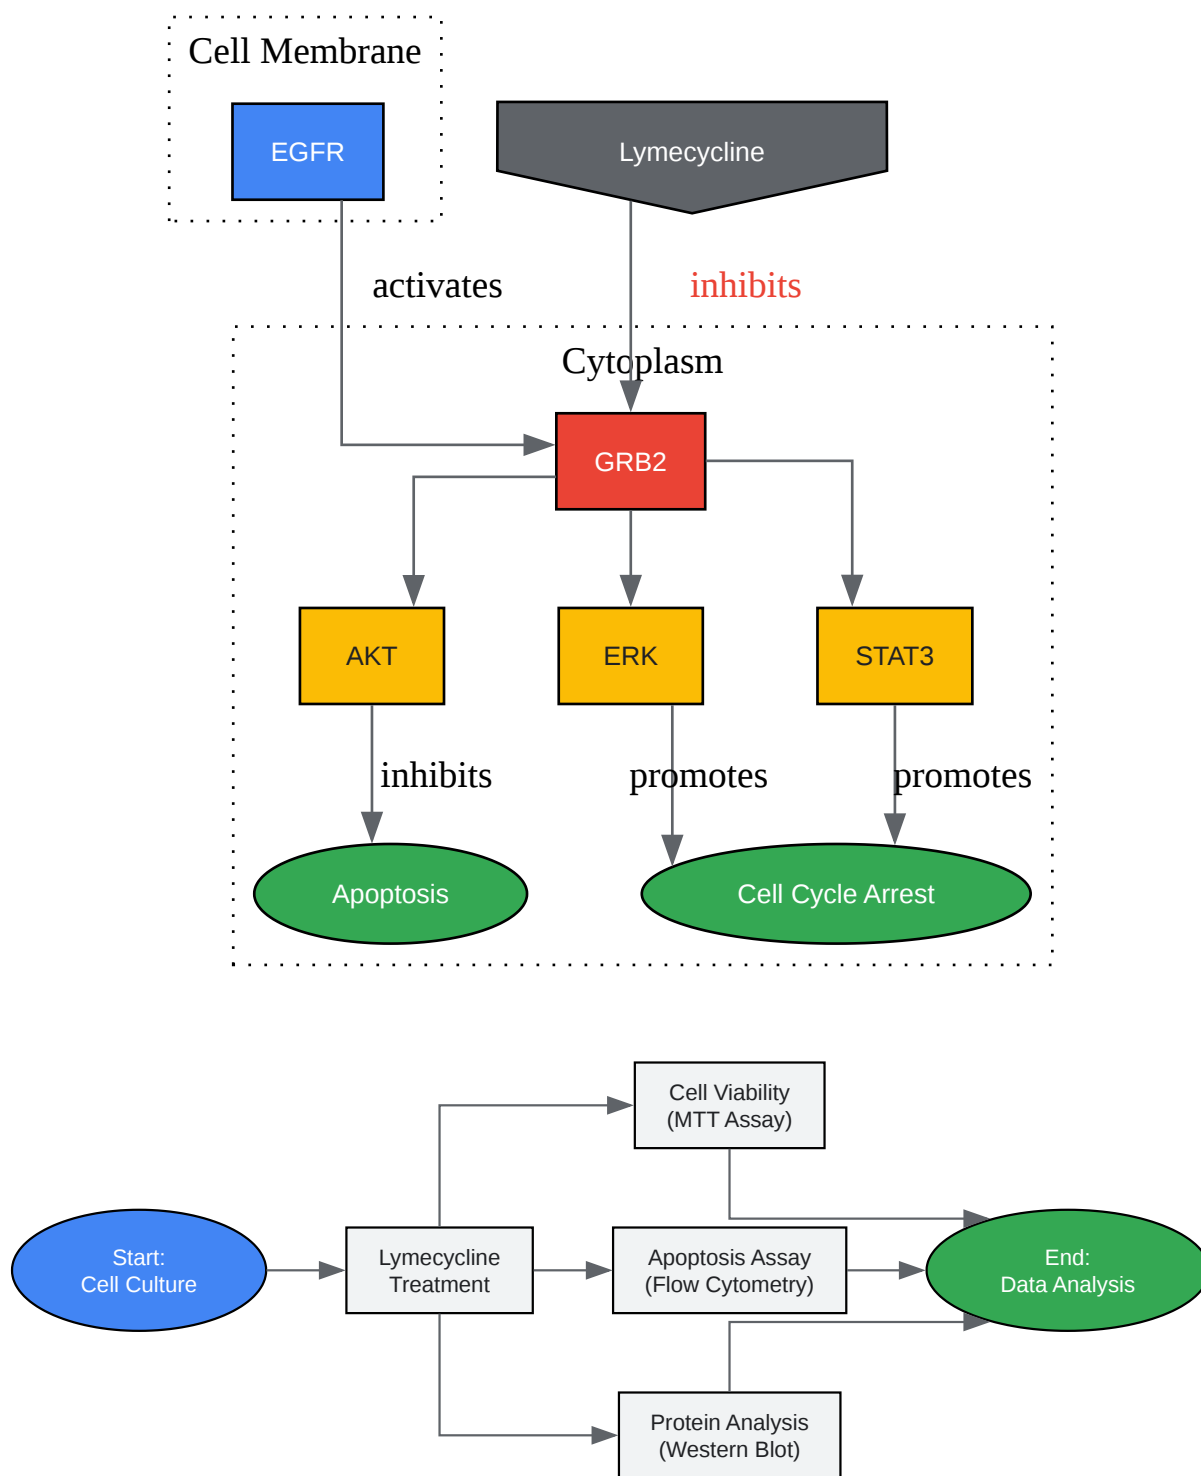 Cell Membrane
EGFR
Lymecycline
activates
inhibits
Cytoplasm
GRB2
AKT
ERK
STAT3
inhibits
promotes
promotes
Apoptosis
Cell Cycle Arrest
Cell Viability
(MTT Assay)
Start:
Cell Culture
Lymecycline
Treatment
Apoptosis Assay
(Flow Cytometry)
End:
Data Analysis
Protein Analysis
(Western Blot)